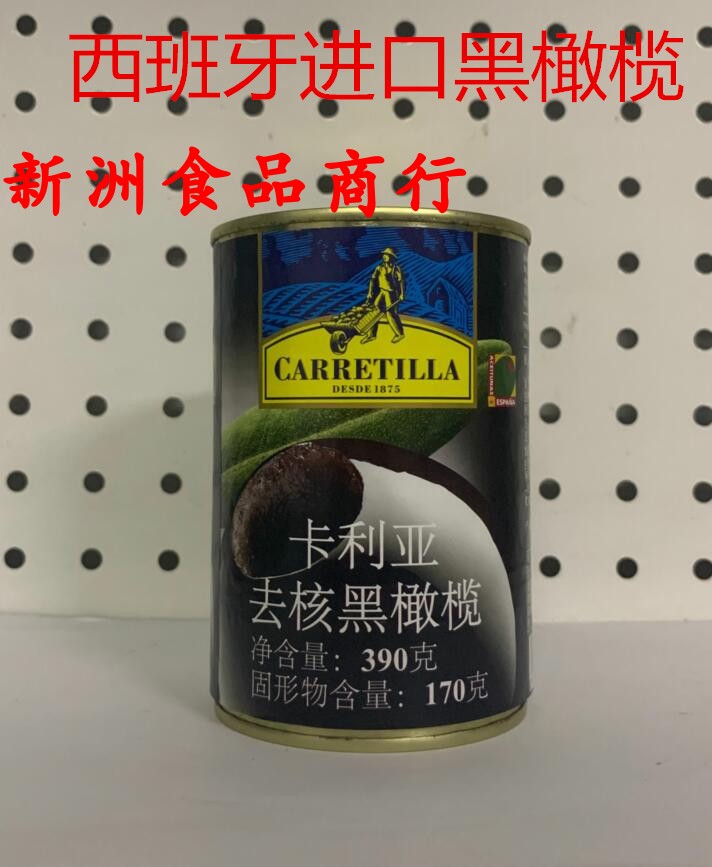 西班牙进口黑橄榄
新洲食品商行
CARRETILLA
DESDE 1875
ACEITUNAS
ESPAÑA
卡利亚
去核黑橄榄
净含量：390克
固形物含量：170克